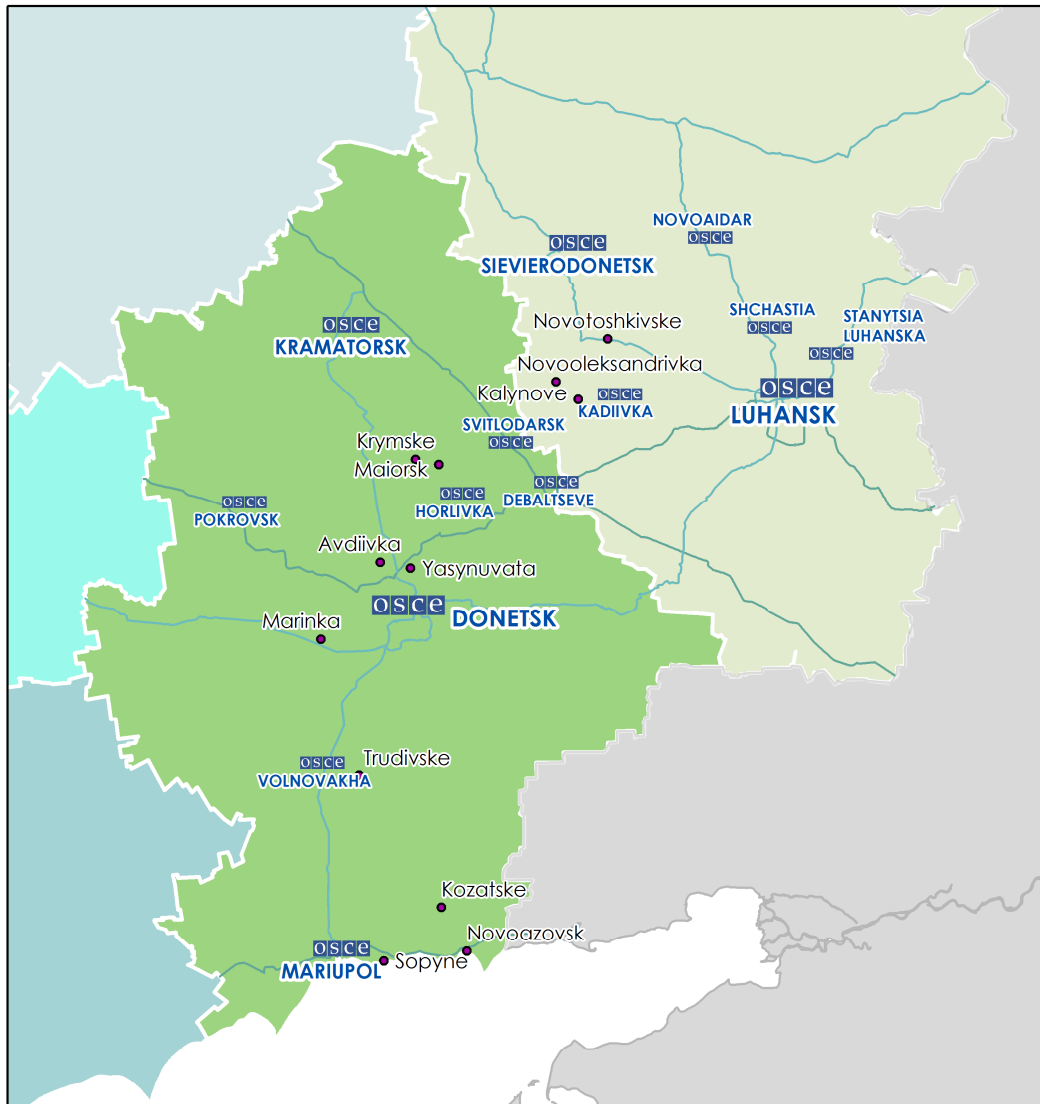 NOVOAIDAR
osce
osce
SIEVIERODONETSK
SHCHASTIA
osce
STANYTSIA
LUHANSKA
osce
osce
KRAMATORSK
Novotoshkivske
Novooleksandrivka
Kalynove
osce
KADIIVKA
osce
LUHANSK
SVITLODARSK
osce
Krymske
Maiorsk
osce
HORLIVKA
osce
DEBALTSEVE
osce
POKROVSK
Avdiivka
Yasynuvata
osce
DONETSK
Marinka
Trudivske
osce
VOLNOVAKHA
Kozatske
Novoazovsk
osce
MARIUPOL
Sopyne